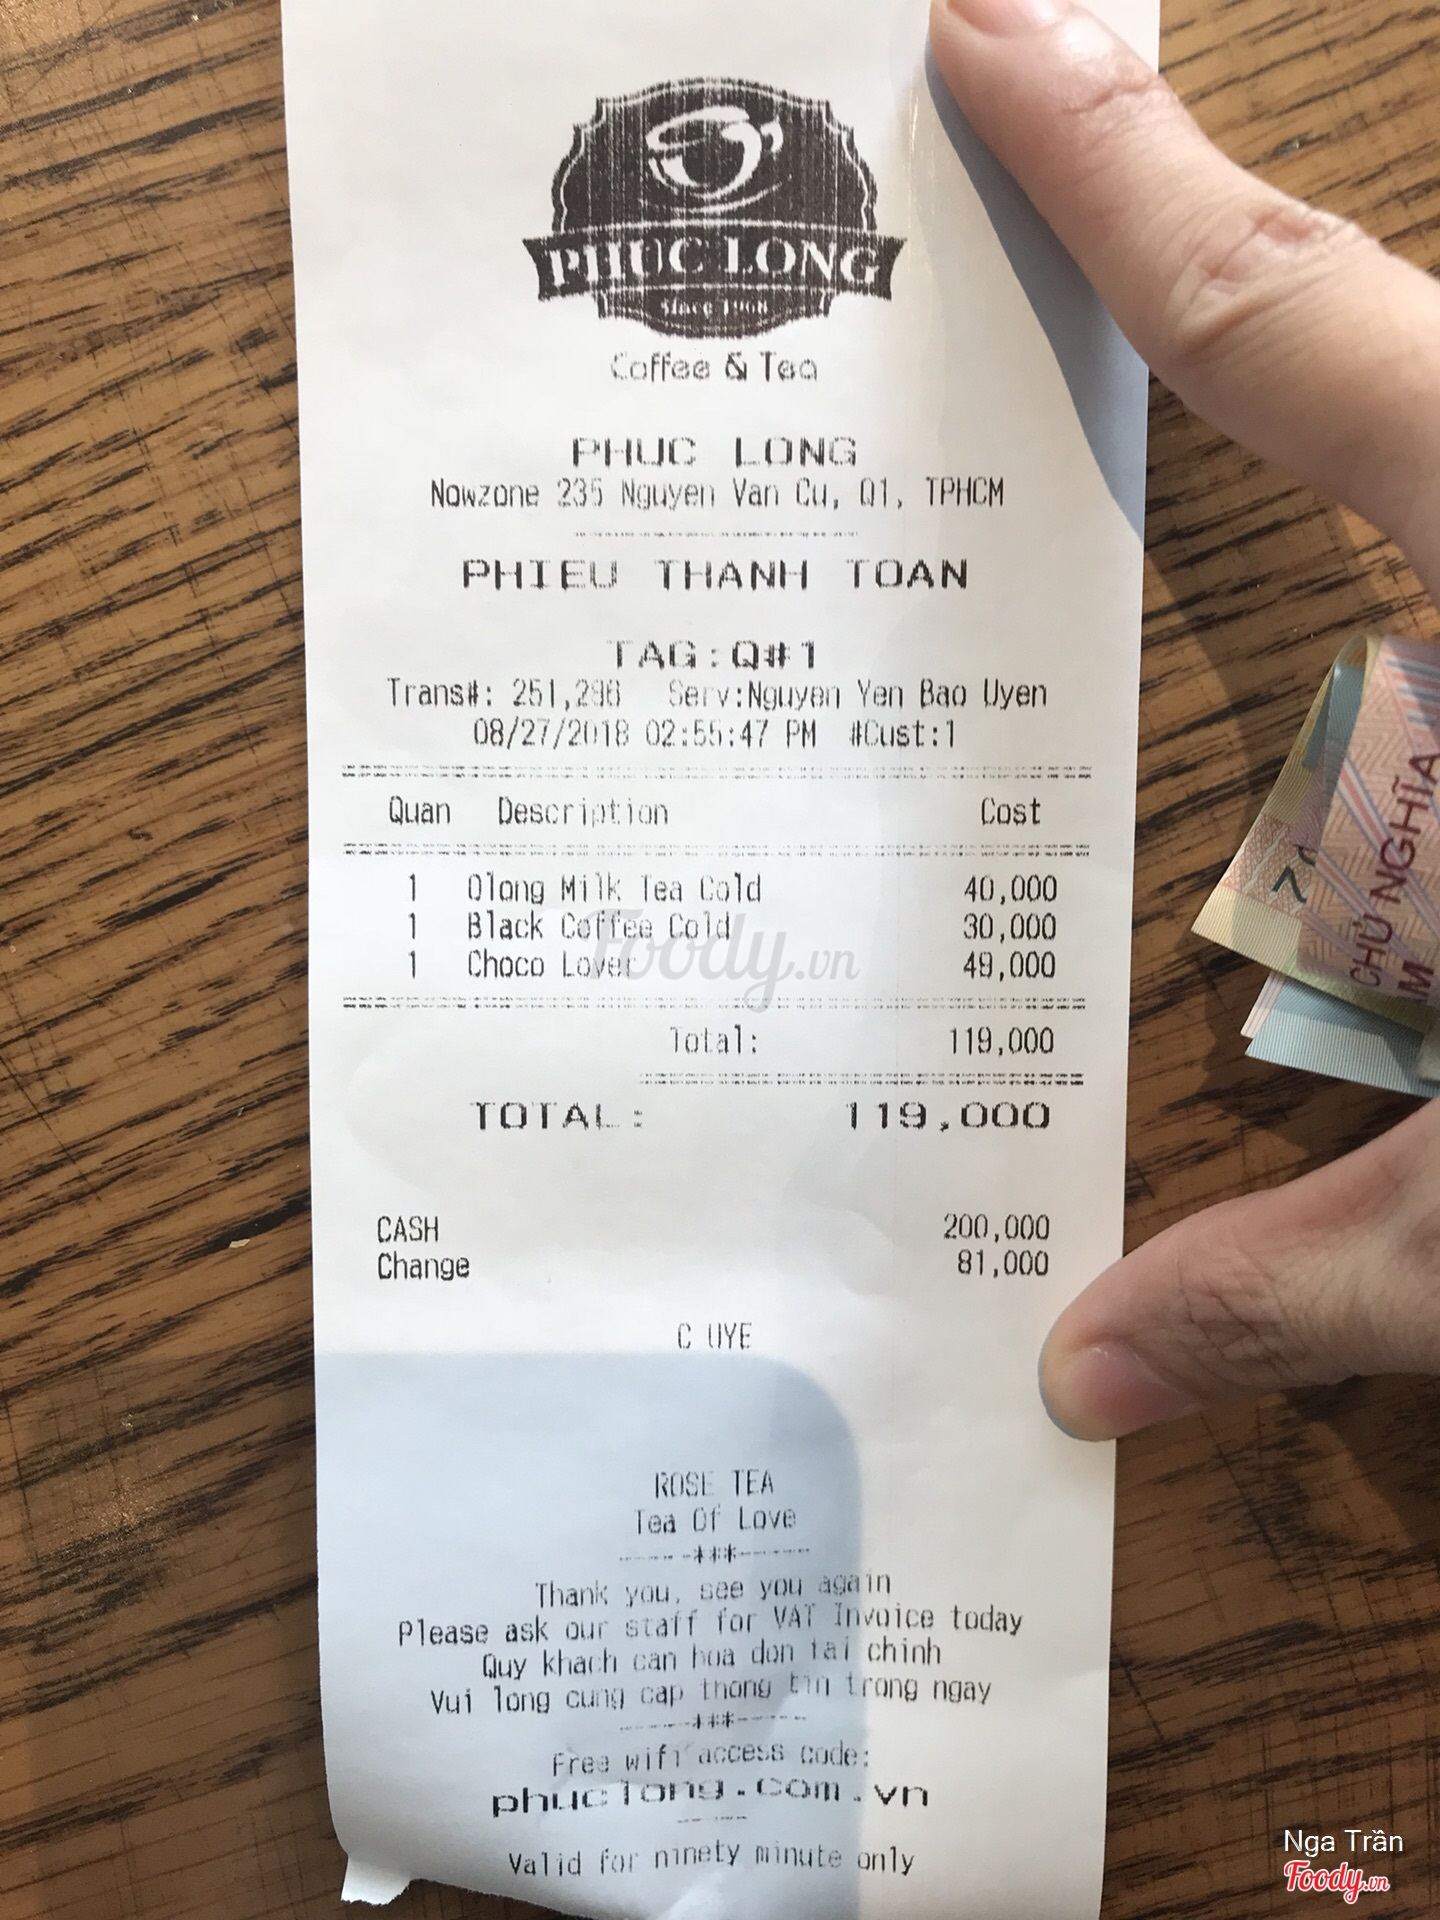 PHUC LONG
Since 1968
Coffee & Tea
PHUC LONG
Nowzone 235 Nguyen Van Cu, Q1, TPHCM
PHIEU THANH TOAN
TAG:Q#1
Trans#: 251,286 Serv:Nguyen Yen Bao Uyen
08/27/2018 02:55:47 PM #Cust:1
Quan Description Cost
1 Olong Milk Tea Cold 40,000
1 Black Coffee Cold 30,000
1 Choco Lover 49,000
Foody.vn
Total: 119,000
TOTAL: 119,000
CASH 200,000
Change 81,000
C UYE
ROSE TEA
Tea Of Love
------***------
Thank you, see you again
Please ask our staff for VAT Invoice today
Quy khach can hoa don tai chinh
Vui long cung cap thong tin trong ngay
------***------
Free wifi access code:
phuclong.com.vn
Valid for ninety minute only
CHỦ NGHĨA
M
Nga Trần
Foody.vn